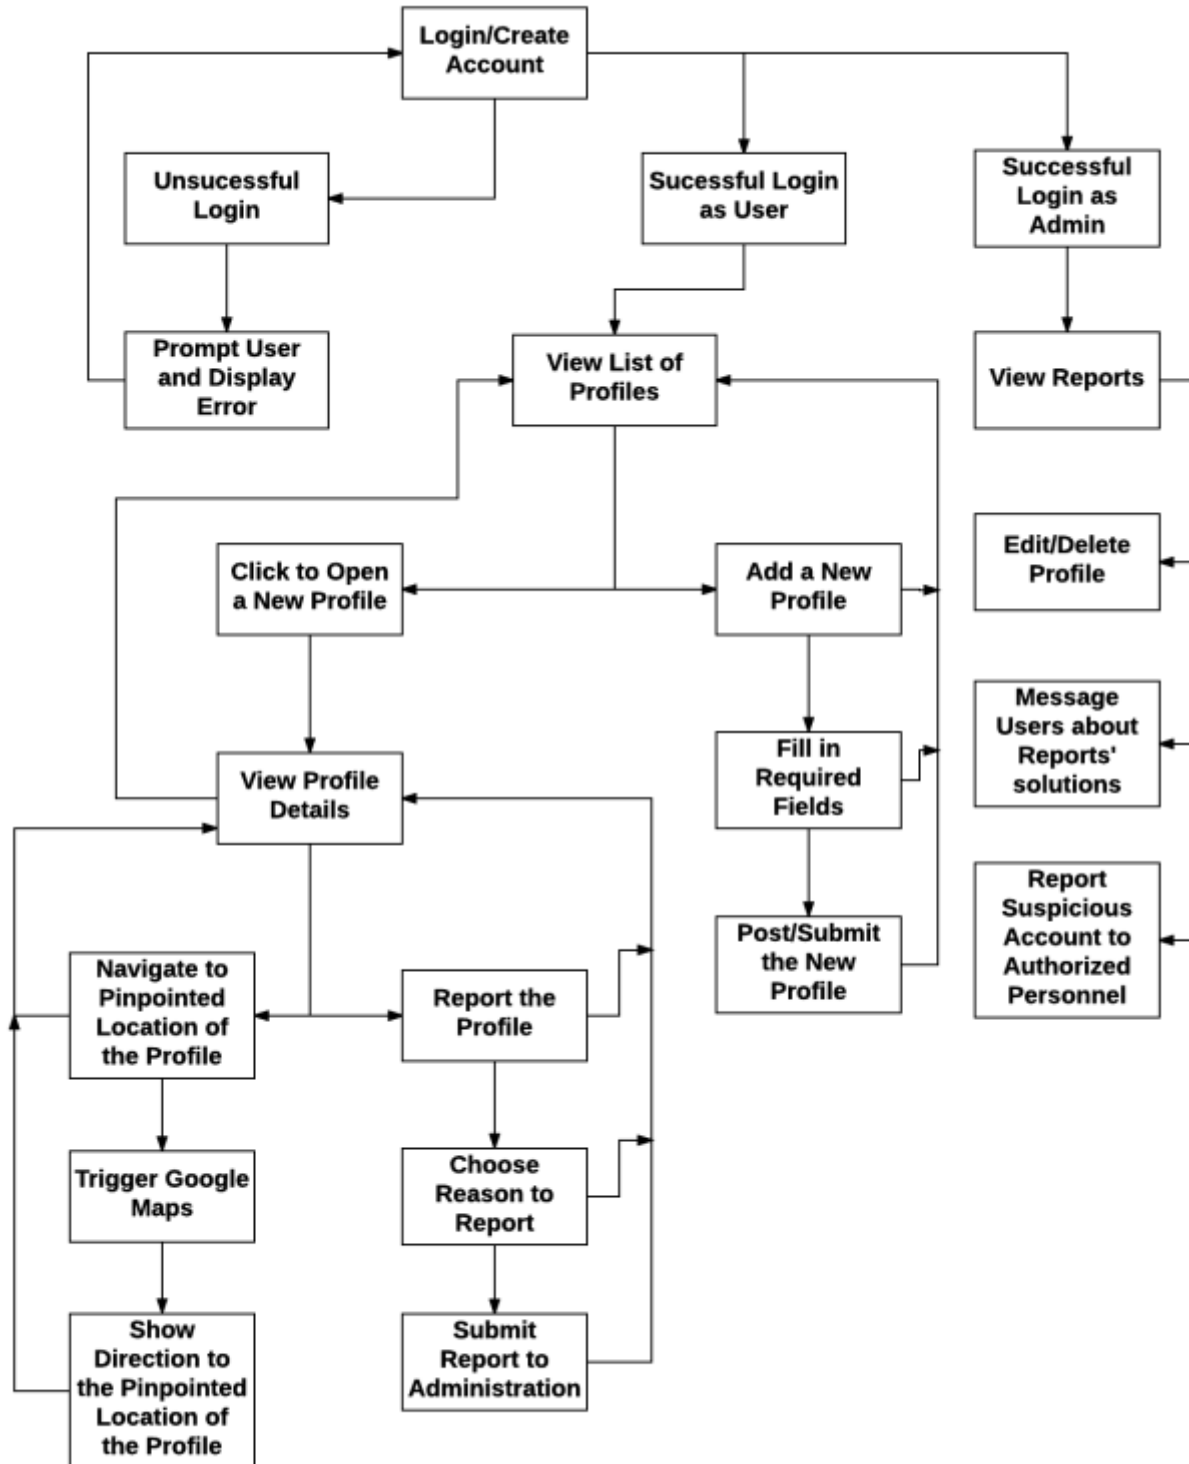 Login/Create
Account
Unsucessful
Login
Sucessful Login
as User
Successful
Login as
Admin
Prompt User
and Display
Error
View List of
Profiles
View Reports
Click to Open
a New Profile
Add a New
Profile
Edit/Delete
Profile
View Profile
Details
Fill in
Required
Fields
Message
Users about
Reports'
solutions
Navigate to
Pinpointed
Location of
the Profile
Report the
Profile
Post/Submit
the New
Profile
Report
Suspicious
Account to
Authorized
Personnel
Trigger Google
Maps
Choose
Reason to
Report
Show
Direction to
the Pinpointed
Location of
the Profile
Submit
Report to
Administration